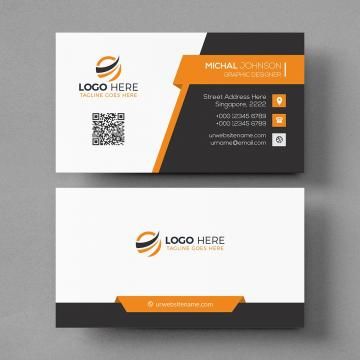 LOGO HERE
TAGLINE GOES HERE
MICHAL JOHNSON
GRAPHIC DESIGNER
Street Address Here
Singapore, 2222
+000 12345 6789
+000 12345 6789
urwebsitename.com
urname@email.com
LOGO HERE
TAGLINE GOES HERE
urwebsitename.com